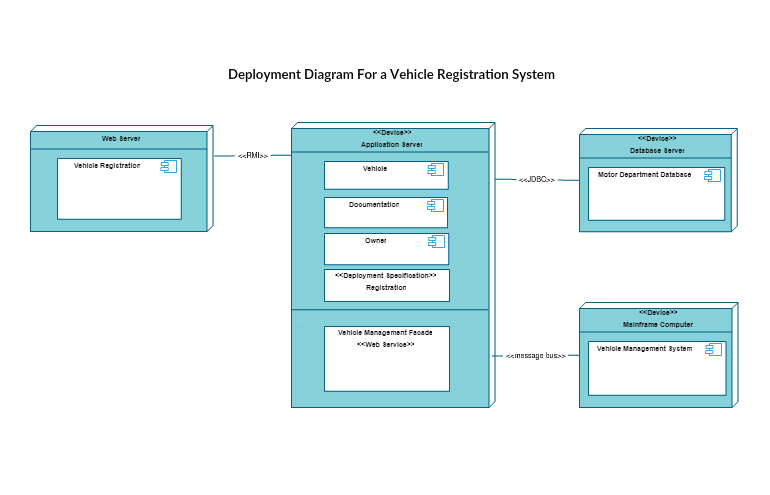 Deployment Diagram For a Vehicle Registration System
Web Server
Vehicle Registration
<<RMI>>
<<Device>>
Application Server
Vehicle
Documentation
Owner
<<Deployment Specification>>
Registration
Vehicle Management Facade
<<Web Service>>
<<JDBC>>
<<Device>>
Database Server
Motor Department Database
<<message bus>>
<<Device>>
Mainframe Computer
Vehicle Management System